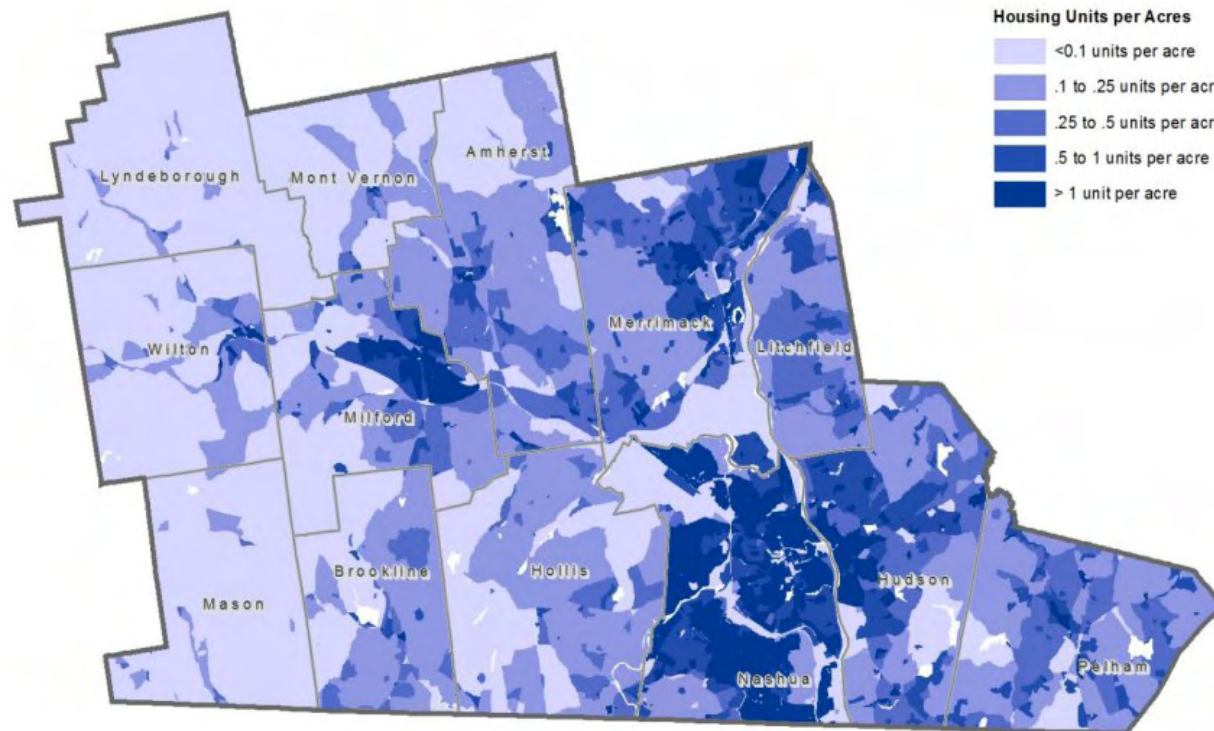 Housing Units per Acres
<0.1 units per acre
.1 to .25 units per acr
.25 to .5 units per acr
.5 to 1 units per acre
> 1 unit per acre
Amherst
Lyndeborough
Mont Vernon
Merrimack
Wilton
Litchfield
Milford
Brookline
Hollis
Hudson
Mason
Pelham
Nashua